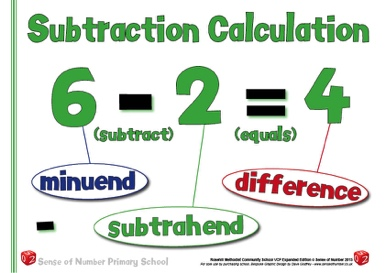 Subtraction Calculation
6 - 2 = 4
(subtract) (equals)
minuend
difference
- subtrahend
Sense of Number Primary School